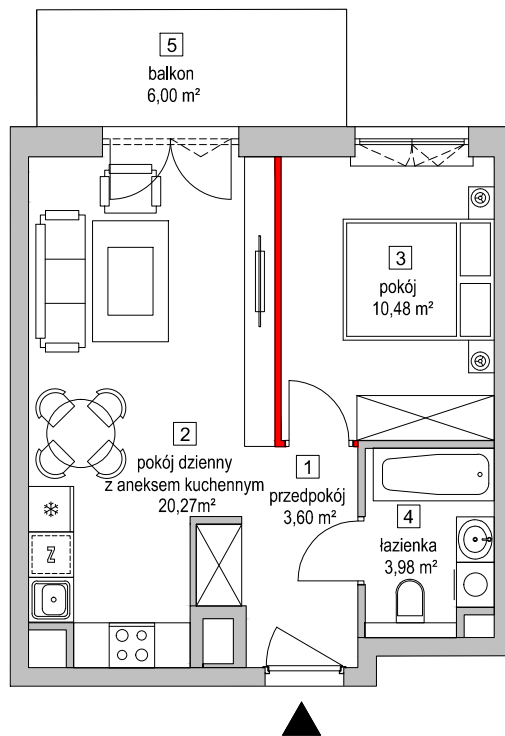 5
balkon
6,00 m²
3
pokój
10,48 m²
2
pokój dzienny
z aneksem kuchennym
20,27m²
1
przedpokój
3,60 m²
4
łazienka
3,98 m²
Z